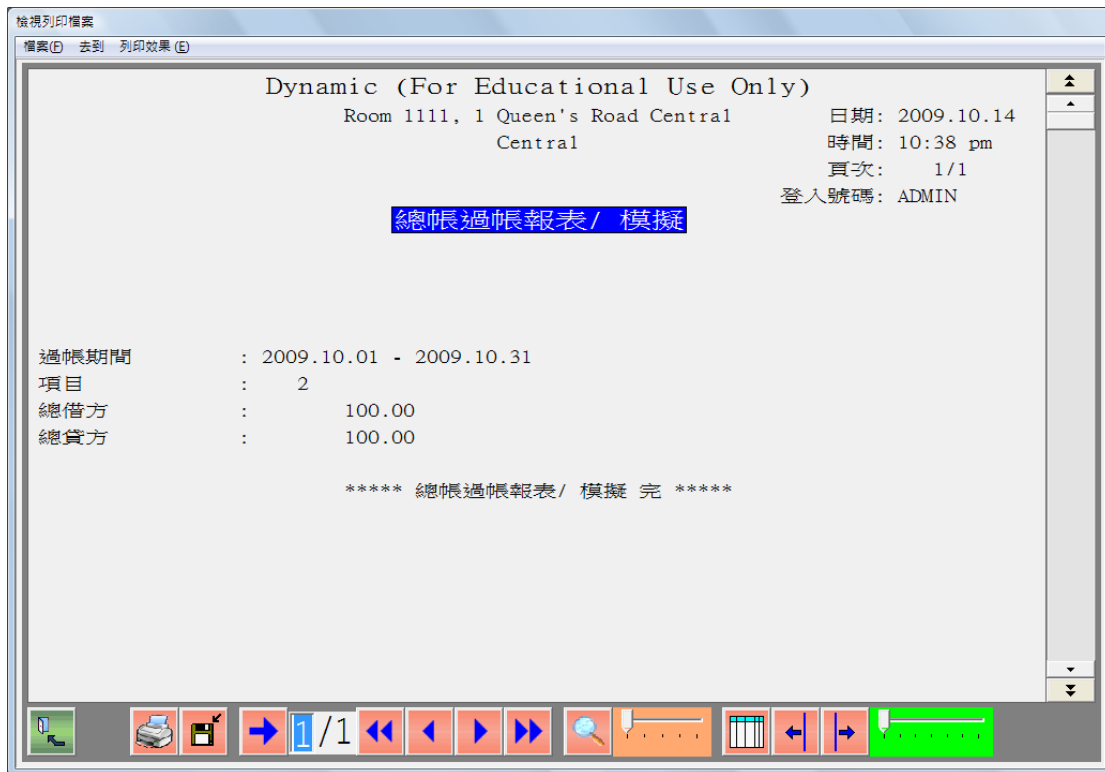 檢視列印檔案
檔案(F) 去到 列印效果(E)
Dynamic (For Educational Use Only)
Room 1111, 1 Queen's Road Central 日期: 2009.10.14
Central 時間: 10:38 pm
頁次: 1/1
登入號碼: ADMIN
總帳過帳報表/ 模擬
過帳期間 : 2009.10.01 - 2009.10.31
項目 : 2
總借方 : 100.00
總貸方 : 100.00
***** 總帳過帳報表/ 模擬 完 *****
1/1